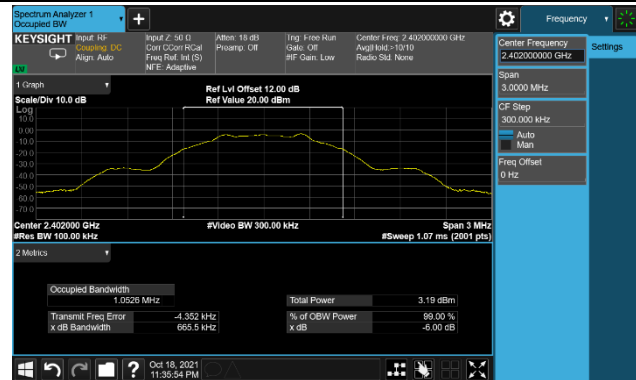 Spectrum Analyzer 1
Occupied BW
Frequency
KEYSIGHT
Input: RF
Coupling: DC
Align: Auto
Input Z: 50 Ω
Corr CCorr RCal
Freq Ref: Int (S)
NFE: Adaptive
Atten: 18 dB
Preamp: Off
Trig: Free Run
Gate: Off
#IF Gain: Low
Center Freq: 2.402000000 GHz
Avg|Hold:>10/10
Radio Std: None
Center Frequency
2.402000000 GHz
Settings
Span
3.0000 MHz
CF Step
300.000 kHz
Auto
Man
Freq Offset
0 Hz
1 Graph
Scale/Div 10.0 dB
Ref Lvl Offset 12.00 dB
Ref Value 20.00 dBm
Log
10.0
0.00
-10.0
-20.0
-30.0
-40.0
-50.0
-60.0
-70.0
Center 2.402000 GHz
#Res BW 100.00 kHz
#Video BW 300.00 kHz
Span 3 MHz
#Sweep 1.07 ms (2001 pts)
2 Metrics
Occupied Bandwidth
1.0526 MHz
Total Power 3.19 dBm
Transmit Freq Error -4.352 kHz
% of OBW Power 99.00 %
x dB Bandwidth 665.5 kHz
x dB -6.00 dB
Oct 18, 2021
11:35:54 PM